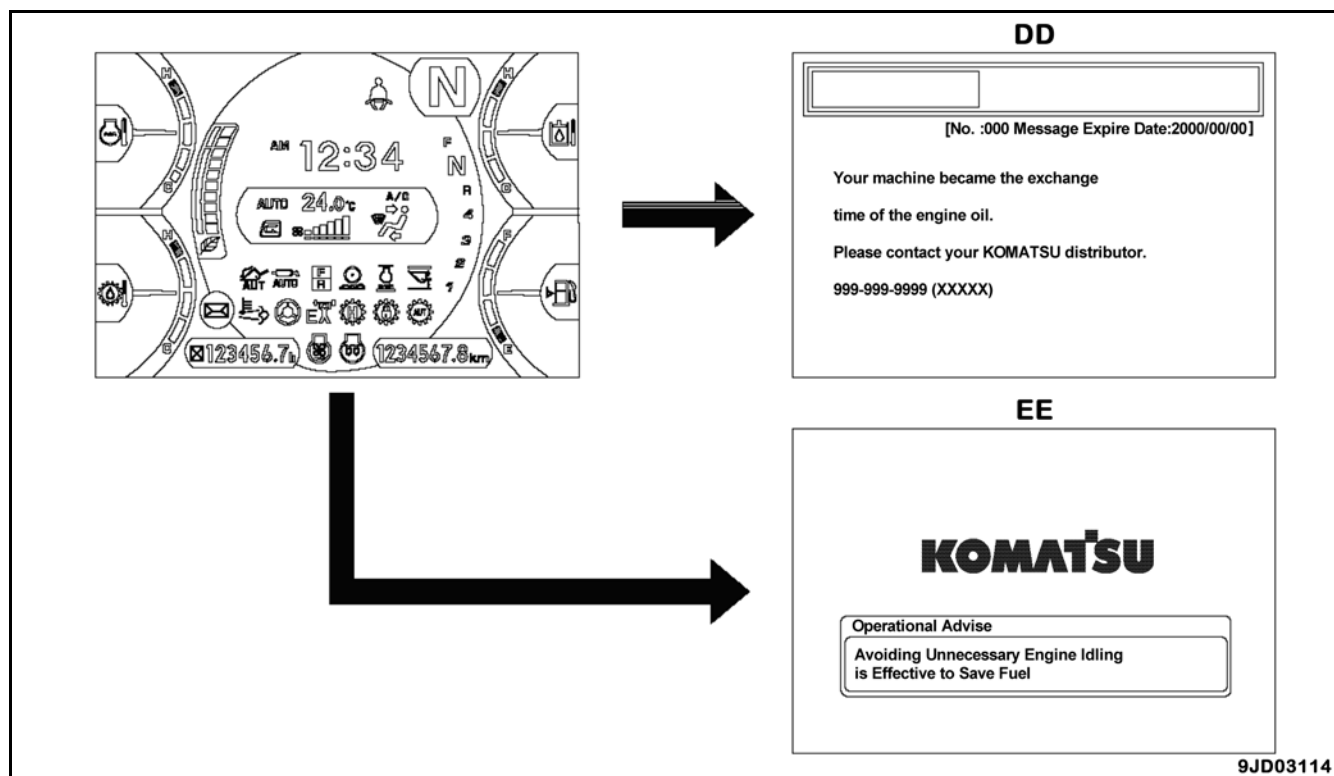 DD
H
H
N
AM 12:34
F
N
R
4
3
2
1
C
C
AUTO 24.0°C A/C
H
F
AUTO
F
R
EX
H
AUT
C
E
123456.7h
1234567.8km
[No. :000 Message Expire Date:2000/00/00]
Your machine became the exchange
time of the engine oil.
Please contact your KOMATSU distributor.
999-999-9999 (XXXXX)
EE
KOMATSU
Operational Advise
Avoiding Unnecessary Engine Idling
is Effective to Save Fuel
9JD03114